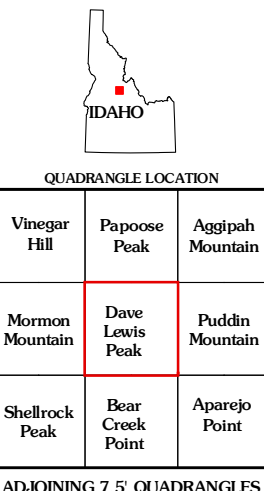 IDAHO
QUADRANGLE LOCATION
Vinegar
Hill
Papoose
Peak
Aggipah
Mountain
Mormon
Mountain
Dave
Lewis
Peak
Puddin
Mountain
Shellrock
Peak
Bear
Creek
Point
Aparejo
Point
ADJOINING 7.5' QUADRANGLES